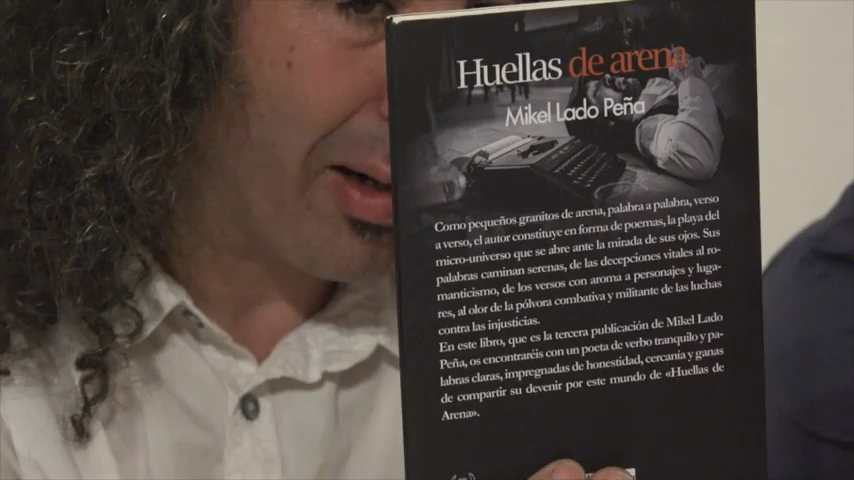 Huellas de arena
Mikel Lado Peña
Como pequeños granitos de arena, palabra a palabra, verso
a verso, el autor constituye en forma de poemas, la playa del
micro-universo que se abre ante la mirada de sus ojos. Sus
palabras caminan serenas, de las decepciones vitales al ro-
manticismo, de los versos con aroma a personajes y luga-
res, al olor de la pólvora combativa y militante de las luchas
contra las injusticias.
En este libro, que es la tercera publicación de Mikel Lado
Peña, os encontraréis con un poeta de verbo tranquilo y pa-
labras claras, impregnadas de honestidad, cercanía y ganas
de compartir su devenir por este mundo de «Huellas de
Arena».